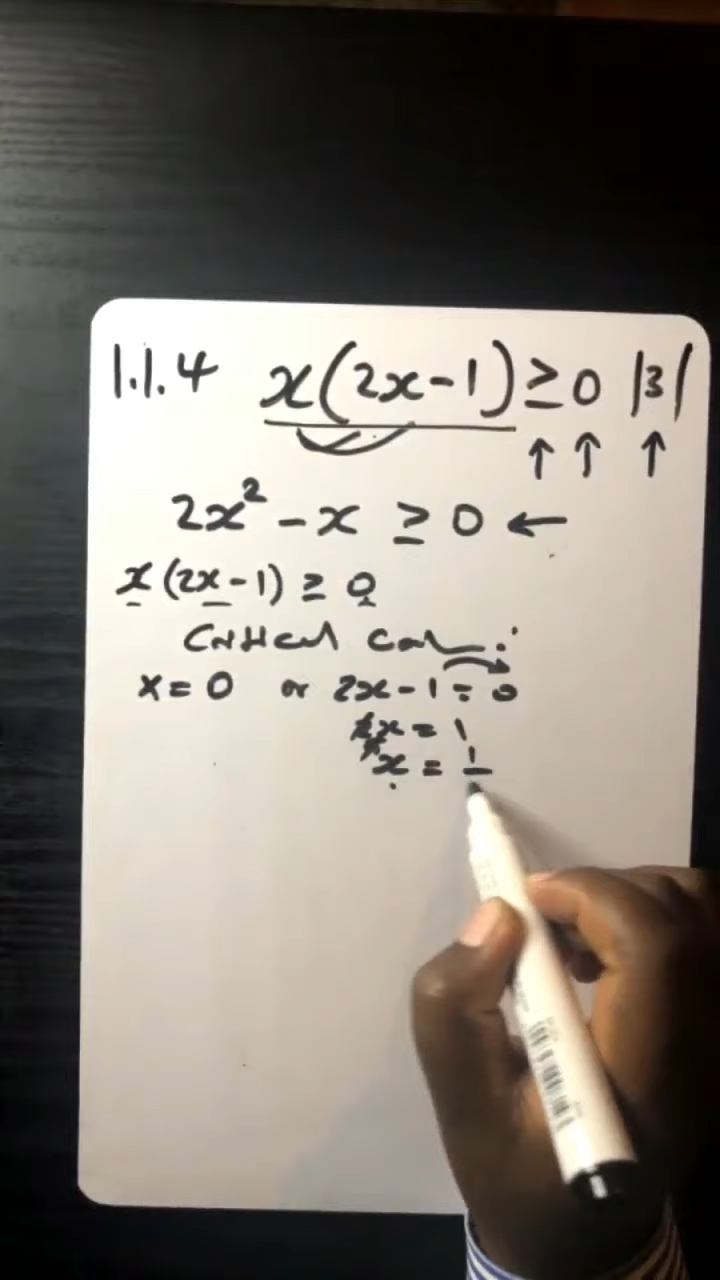 1.1.4 x(2x-1) ≥ 0 |3|
2x² - x ≥ 0 ←
x(2x-1) ≥ 0
Critical
x = 0 or 2x-1 = 0
2x = 1
x = 1